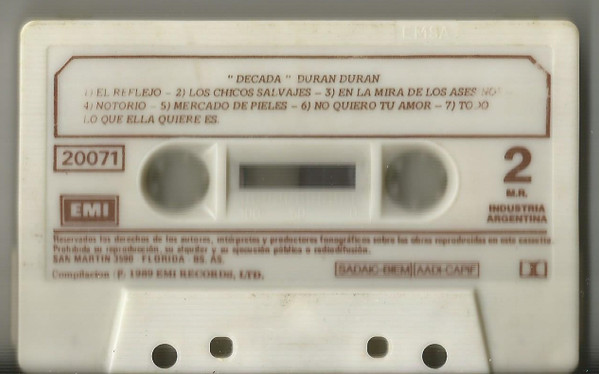 " DECADA " DURAN DURAN
1) EL REFLEJO – 2) LOS CHICOS SALVAJES – 3) EN LA MIRA DE LOS ASESINOS
4) NOTORIO – 5) MERCADO DE PIELES – 6) NO QUIERO TU AMOR – 7) TODO
LO QUE ELLA QUIERE ES.
20071
2
M.R.
EMI
INDUSTRIA
ARGENTINA
Reservados los derechos de los autores, intérpretes y productores fonográficos sobre las obras reproducidas en este cassette.
Prohibida su reproducción, su alquiler y su ejecución pública o radiodifusión.
SAN MARTIN 3590 FLORIDA BS. AS.
Compilación : P. 1989 EMI RECORDS, LTD.
SADAIC-BIEM AADI-CAPIF